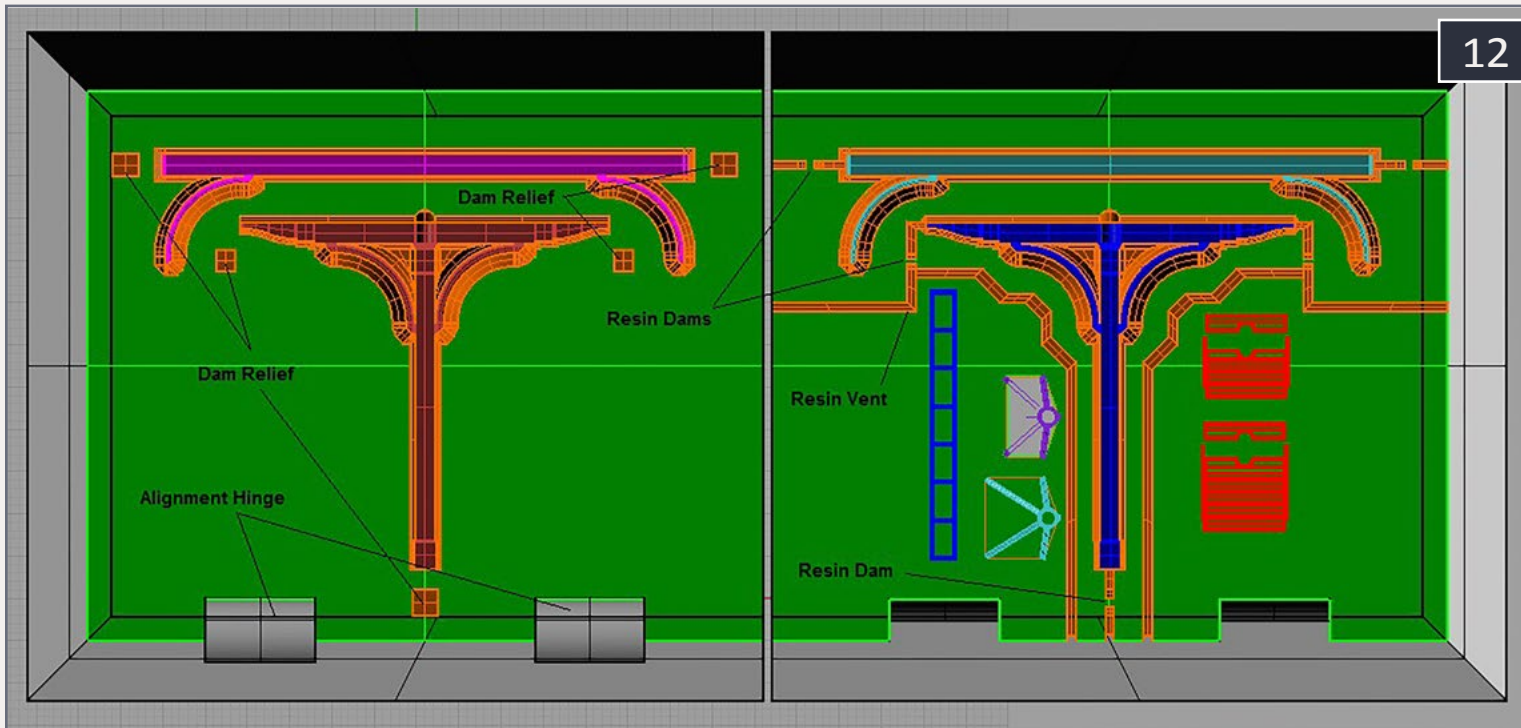 12
Dam Relief
Resin Dams
Dam Relief
Resin Vent
Alignment Hinge
Resin Dam